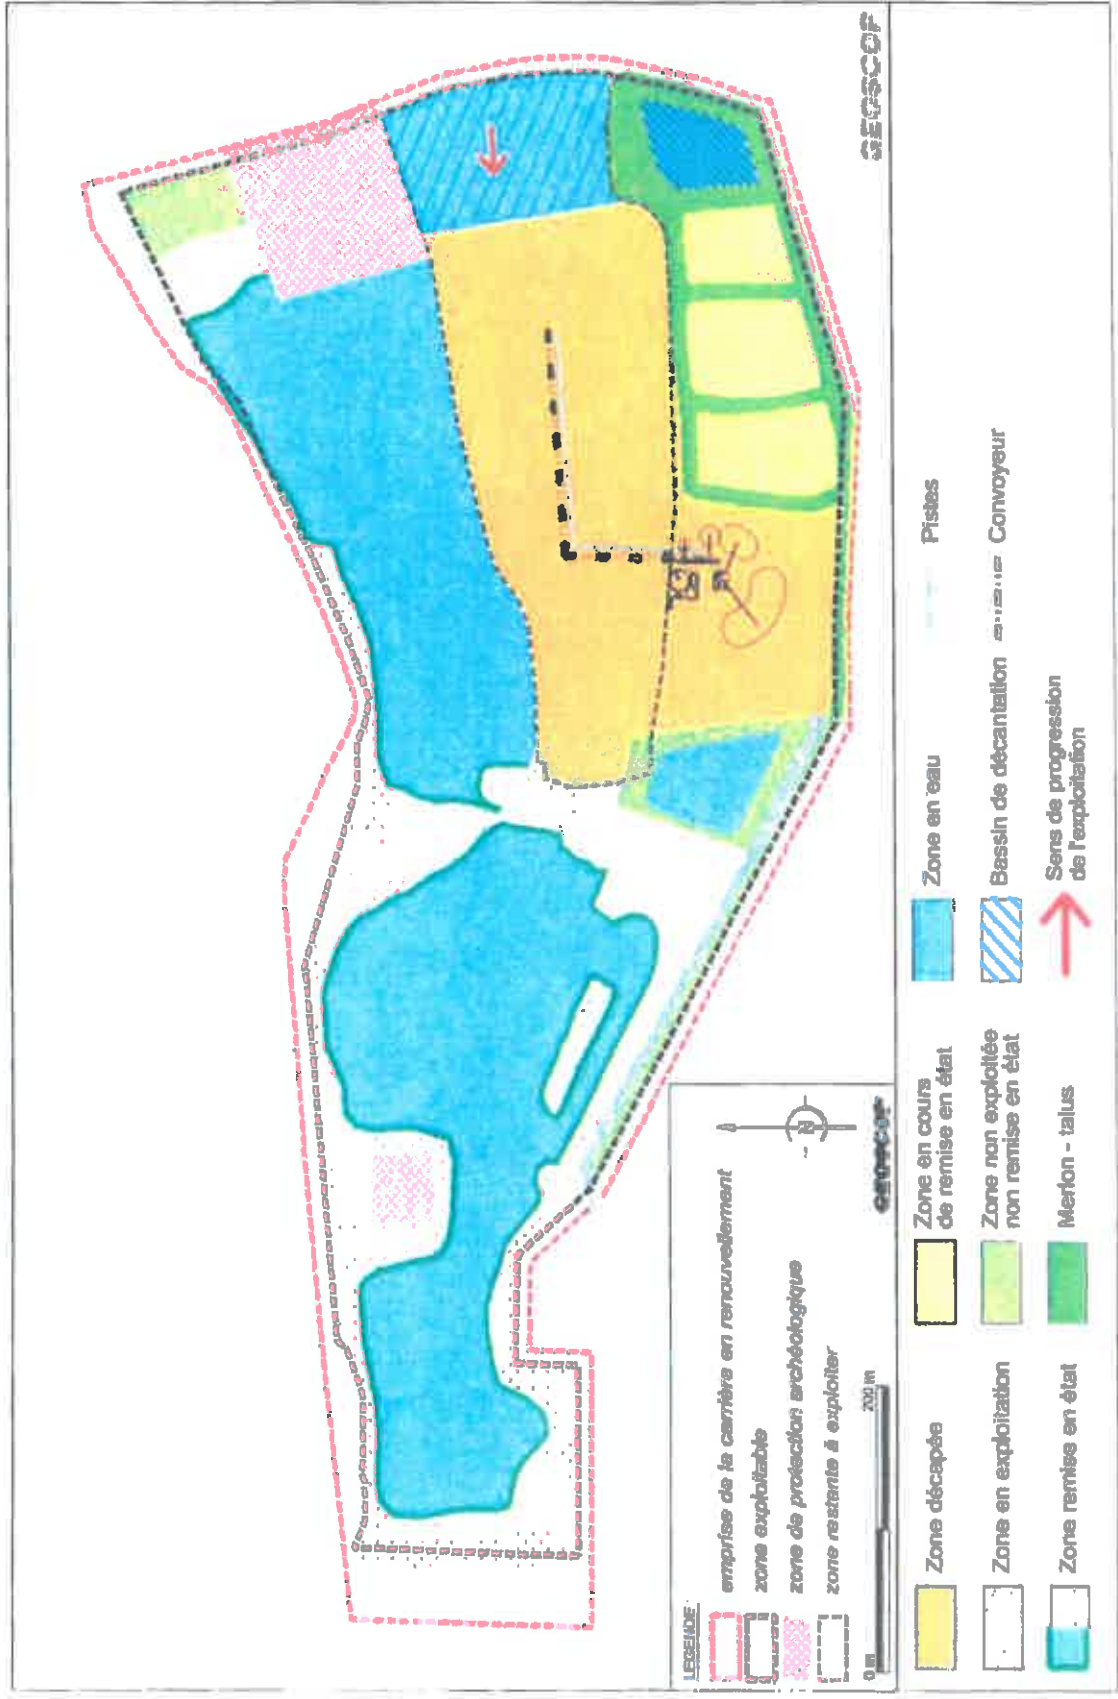 GEOSCOP
LEGENDE :
emprise de la carrière en renouvellement
zone exploitable
zone de protection archéologique
zone restante à exploiter
0 m
200 m
N
GEOSCOP
Zone décapée
Zone en exploitation
Zone remise en état
Zone en cours
de remise en état
Zone non exploitée
non remise en état
Merlon - talus
Zone en eau
Bassin de décantation
Sens de progression
de l'exploitation
Pistes
Convoyeur